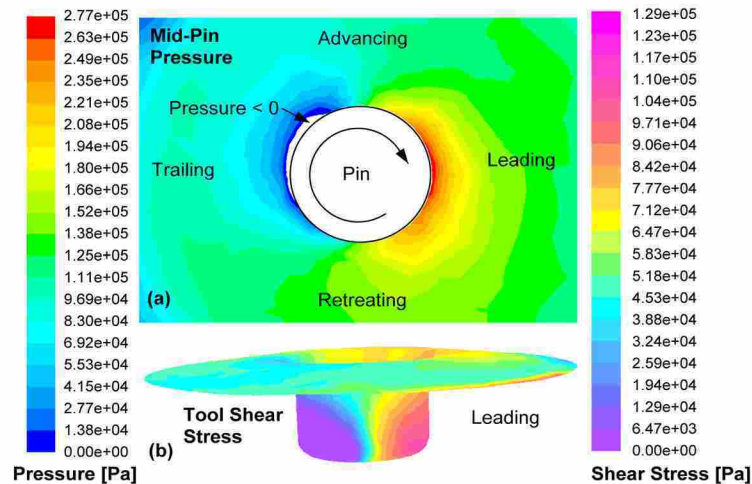 2.77e+05
2.63e+05
2.49e+05
2.35e+05
2.21e+05
2.08e+05
1.94e+05
1.80e+05
1.66e+05
1.52e+05
1.38e+05
1.25e+05
1.11e+05
9.69e+04
8.30e+04
6.92e+04
5.53e+04
4.15e+04
2.77e+04
1.38e+04
0.00e+00
Pressure [Pa]
Mid-Pin
Pressure
Advancing
Pressure < 0
Trailing
Pin
Leading
(a)
Retreating
Tool Shear
Stress
Leading
(b)
1.29e+05
1.23e+05
1.17e+05
1.10e+05
1.04e+05
9.71e+04
9.06e+04
8.42e+04
7.77e+04
7.12e+04
6.47e+04
5.83e+04
5.18e+04
4.53e+04
3.88e+04
3.24e+04
2.59e+04
1.94e+04
1.29e+04
6.47e+03
0.00e+00
Shear Stress [Pa]